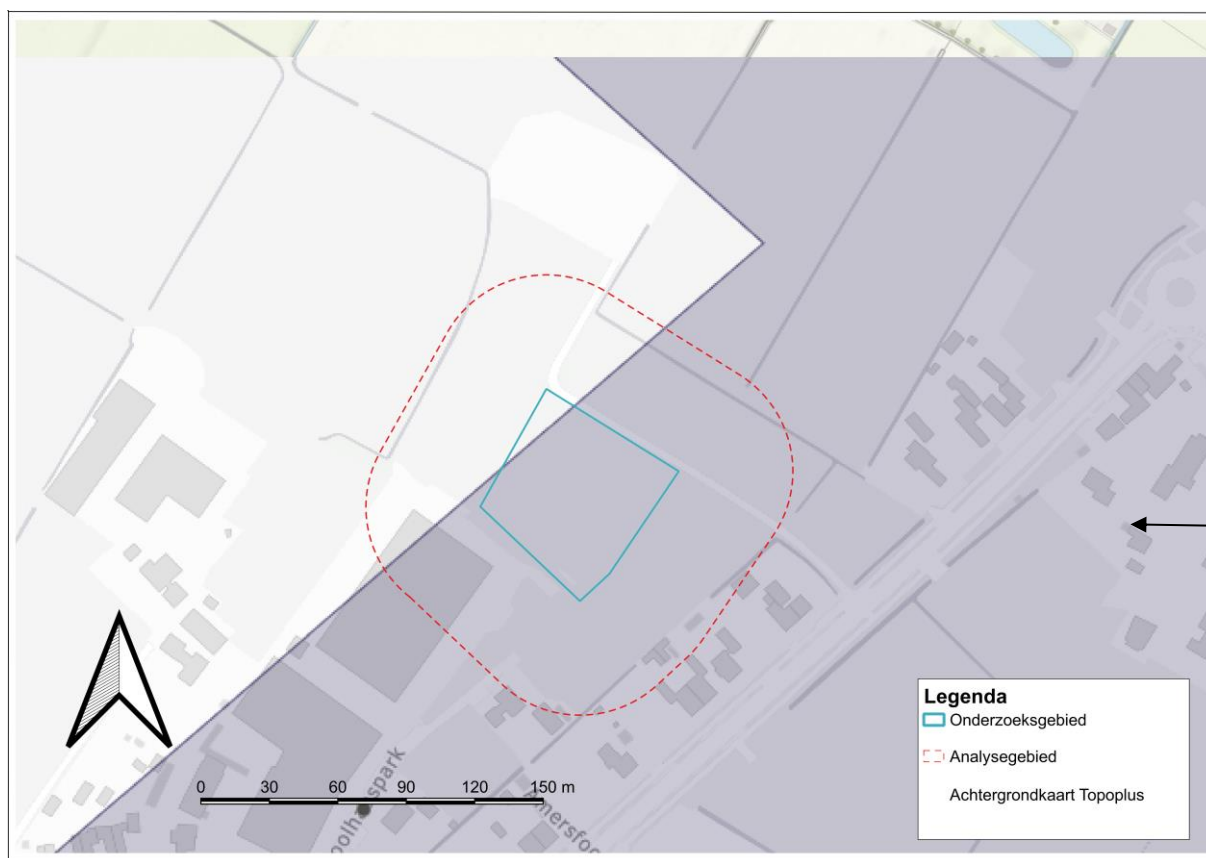 Legenda
Onderzoeksgebied
Analysegebied
Achtergrondkaart Topoplus
0 30 60 90 120 150 m